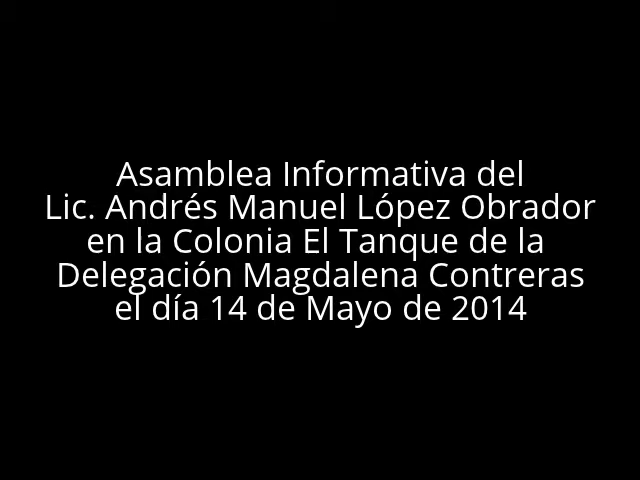 Asamblea Informativa del
Lic. Andrés Manuel López Obrador
en la Colonia El Tanque de la
Delegación Magdalena Contreras
el día 14 de Mayo de 2014